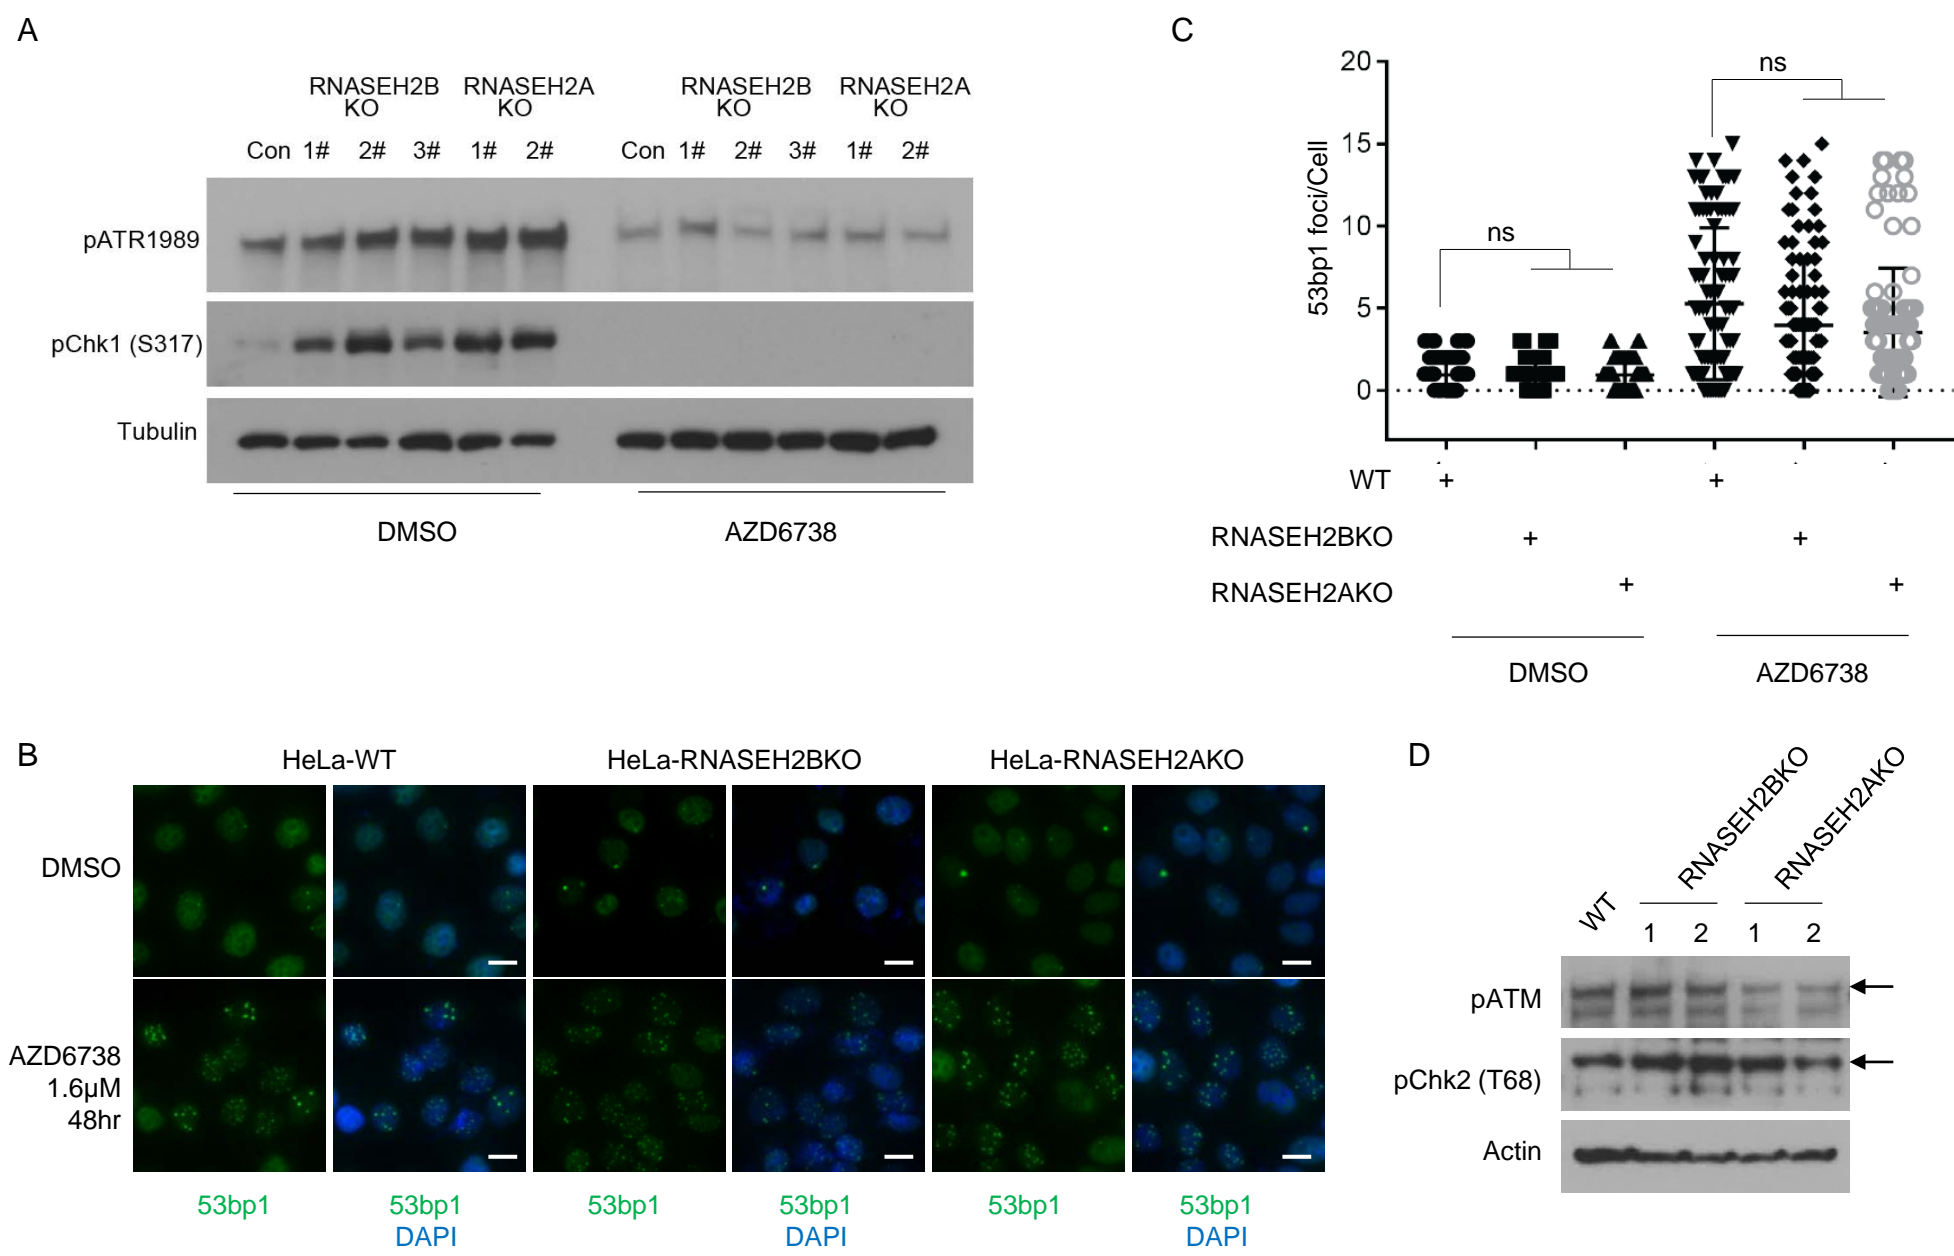 A
RNASEH2B KO RNASEH2A KO RNASEH2B KO RNASEH2A KO
Con 1# 2# 3# 1# 2# Con 1# 2# 3# 1# 2#
pATR1989
pChk1 (S317)
Tubulin
DMSO AZD6738
C
53bp1 foci/Cell
20
15
10
5
0
ns
ns
WT + +
RNASEH2BKO + +
RNASEH2AKO + +
DMSO AZD6738
B
HeLa-WT HeLa-RNASEH2BKO HeLa-RNASEH2AKO
DMSO
AZD6738
1.6µM
48hr
53bp1 53bp1 53bp1 53bp1 53bp1 53bp1
DAPI DAPI DAPI
D
WT RNASEH2BKO RNASEH2AKO
1 2 1 2
pATM
pChk2 (T68)
Actin